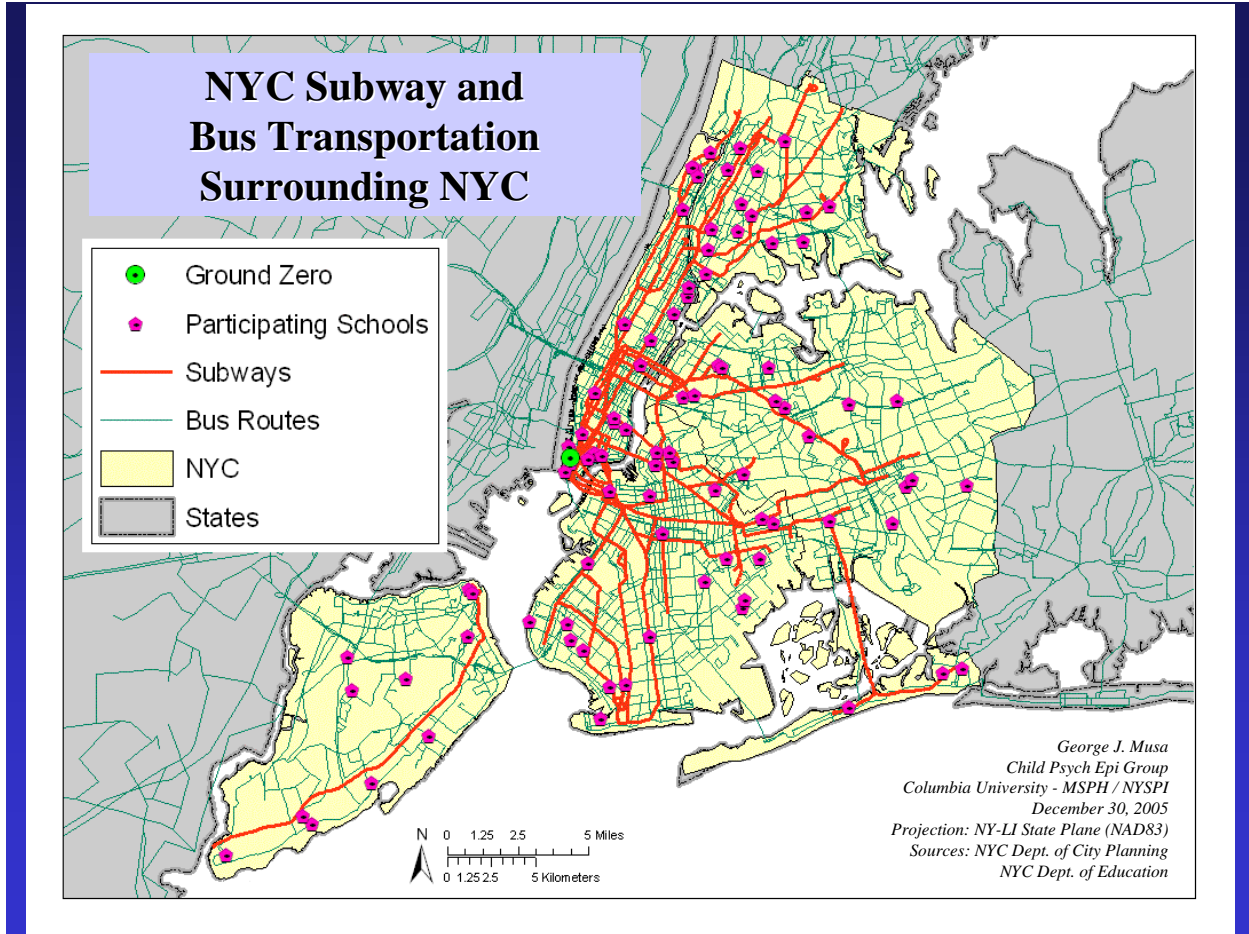 NYC Subway and
Bus Transportation
Surrounding NYC
Ground Zero
Participating Schools
Subways
Bus Routes
NYC
States
N 0 1.25 2.5 5 Miles
0 1.25 2.5 5 Kilometers
George J. Musa
Child Psych Epi Group
Columbia University - MSPH / NYSPI
December 30, 2005
Projection: NY-LI State Plane (NAD83)
Sources: NYC Dept. of City Planning
NYC Dept. of Education